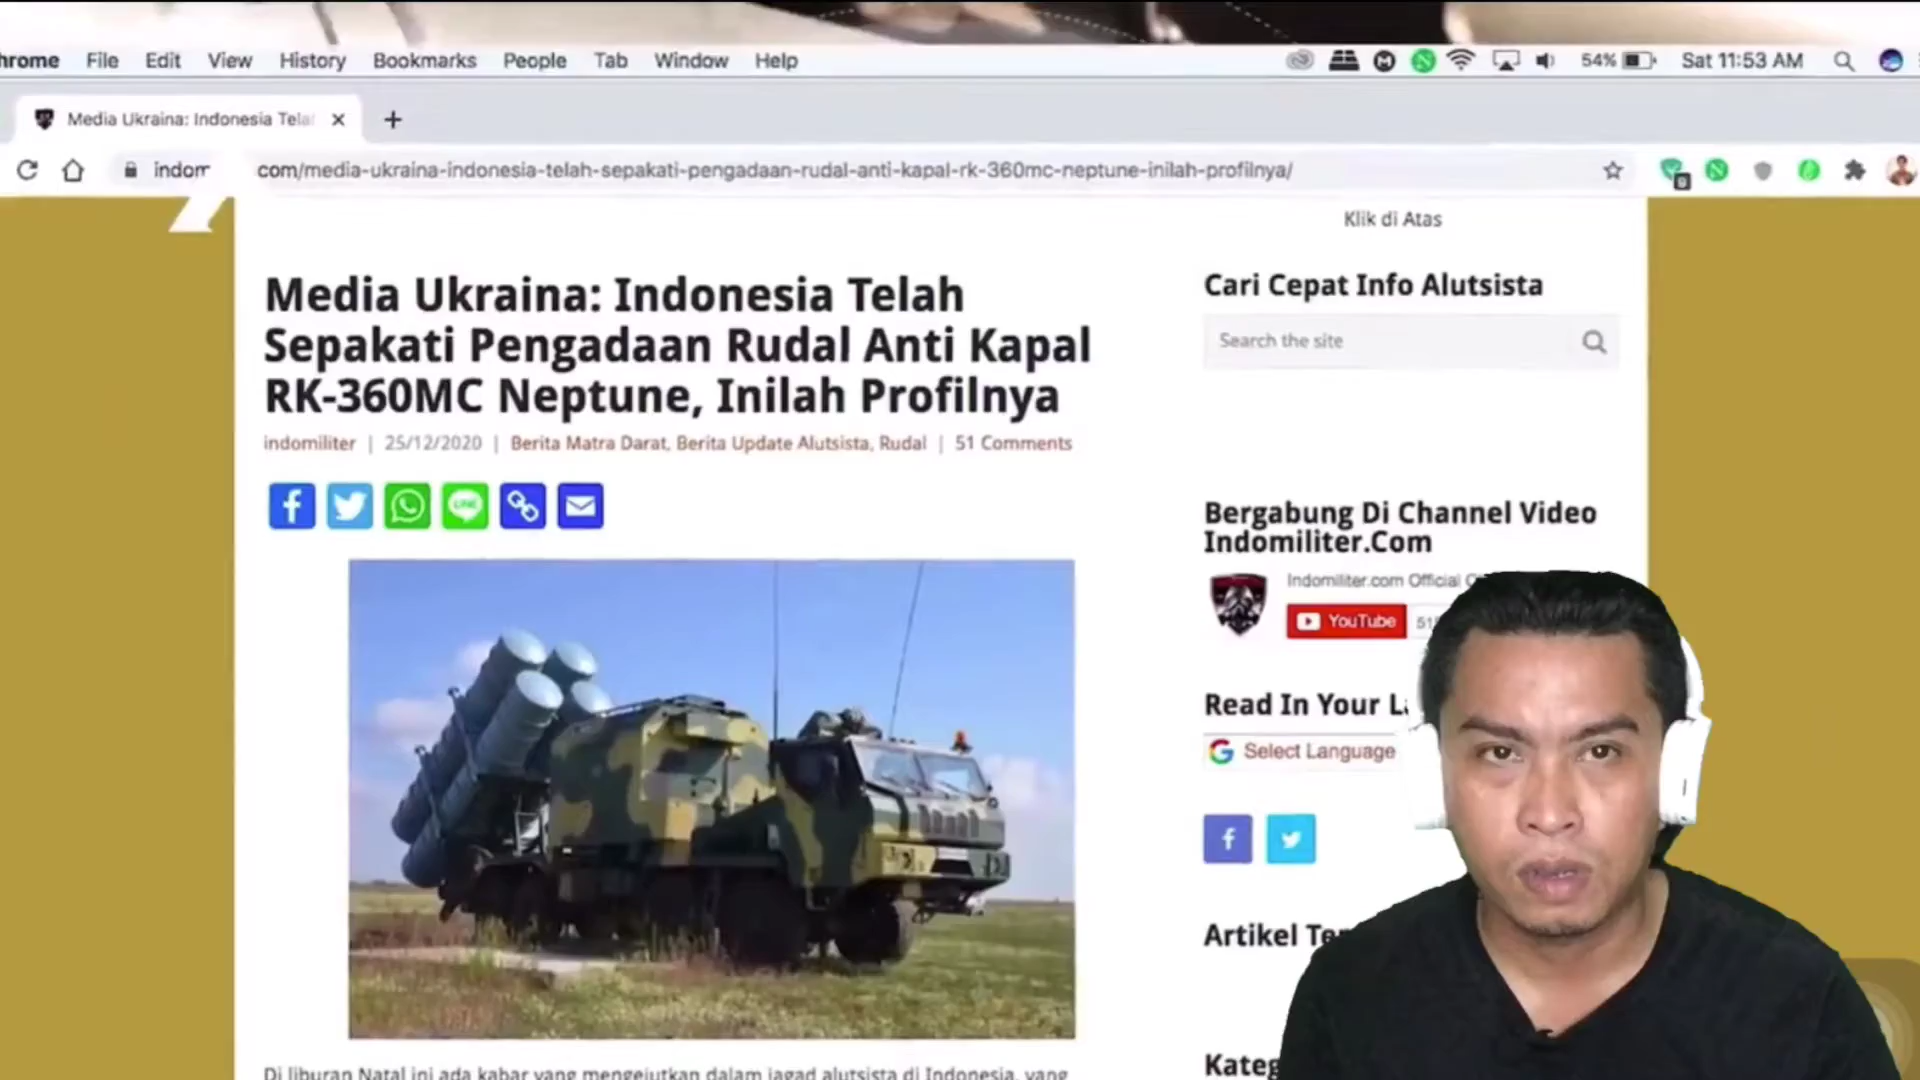 File Edit View History Bookmarks People Tab Window Help 54% Sat 11:53 AM
Media Ukraina: Indonesia
com/media-ukraina-indonesia-telah-sepakati-pengadaan-rudal-anti-kapal-rk-360mc-neptune-inilah-profilnya/
Klik di Atas
Media Ukraina: Indonesia Telah
Sepakati Pengadaan Rudal Anti Kapal
RK-360MC Neptune, Inilah Profilnya
indomiliter | 25/12/2020 | Berita Matra Darat, Berita Update Alutsista, Rudal | 51 Comments
LINE
Di liburan Natal ini ada kabar yang mengejutkan dalam jagad alutsista di Indonesia, yang
Cari Cepat Info Alutsista
Search the site
Bergabung Di Channel Video
Indomiliter.Com
Indomiliter.com Official
YouTube
Read In Your
Select Language
Artikel